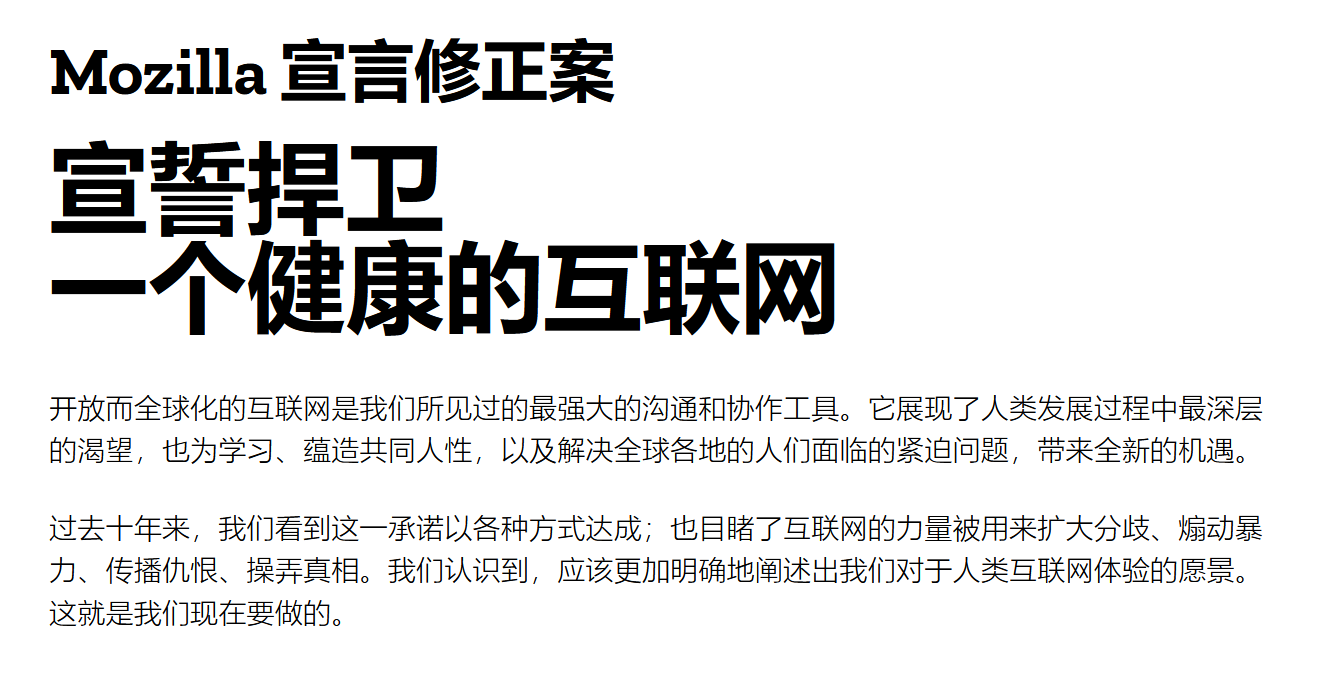 Mozilla 宣言修正案
宣誓捍卫
一个健康的互联网
开放而全球化的互联网是我们所见过的最强大的沟通和协作工具。它展现了人类发展过程中最深层
的渴望，也为学习、蕴造共同人性，以及解决全球各地的人们面临的紧迫问题，带来全新的机遇。
过去十年来，我们看到这一承诺以各种方式达成；也目睹了互联网的力量被用来扩大分歧、煽动暴
力、传播仇恨、操弄真相。我们认识到，应该更加明确地阐述出我们对于人类互联网体验的愿景。
这就是我们现在要做的。